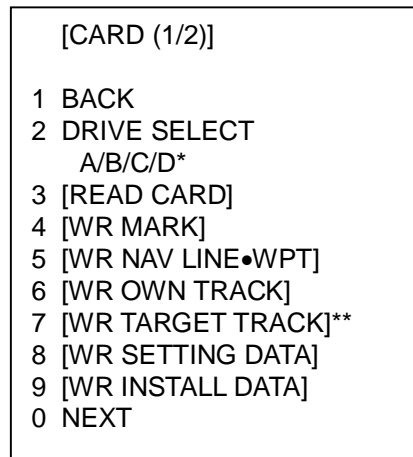 [CARD (1/2)]
1 BACK
2 DRIVE SELECT
A/B/C/D*
3 [READ CARD]
4 [WR MARK]
5 [WR NAV LINE•WPT]
6 [WR OWN TRACK]
7 [WR TARGET TRACK]**
8 [WR SETTING DATA]
9 [WR INSTALL DATA]
0 NEXT